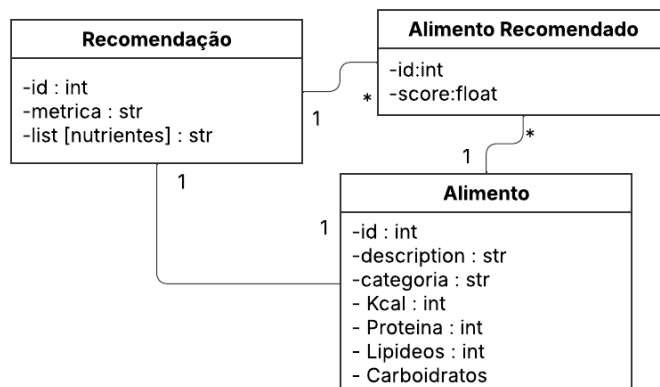 Recomendação
-id : int
-metrica : str
-list [nutrientes] : str
1
*
Alimento Recomendado
-id:int
-score:float
*
1
1
1
Alimento
-id : int
-description : str
-categoria : str
- Kcal : int
- Proteina : int
- Lipideos : int
- Carboidratos